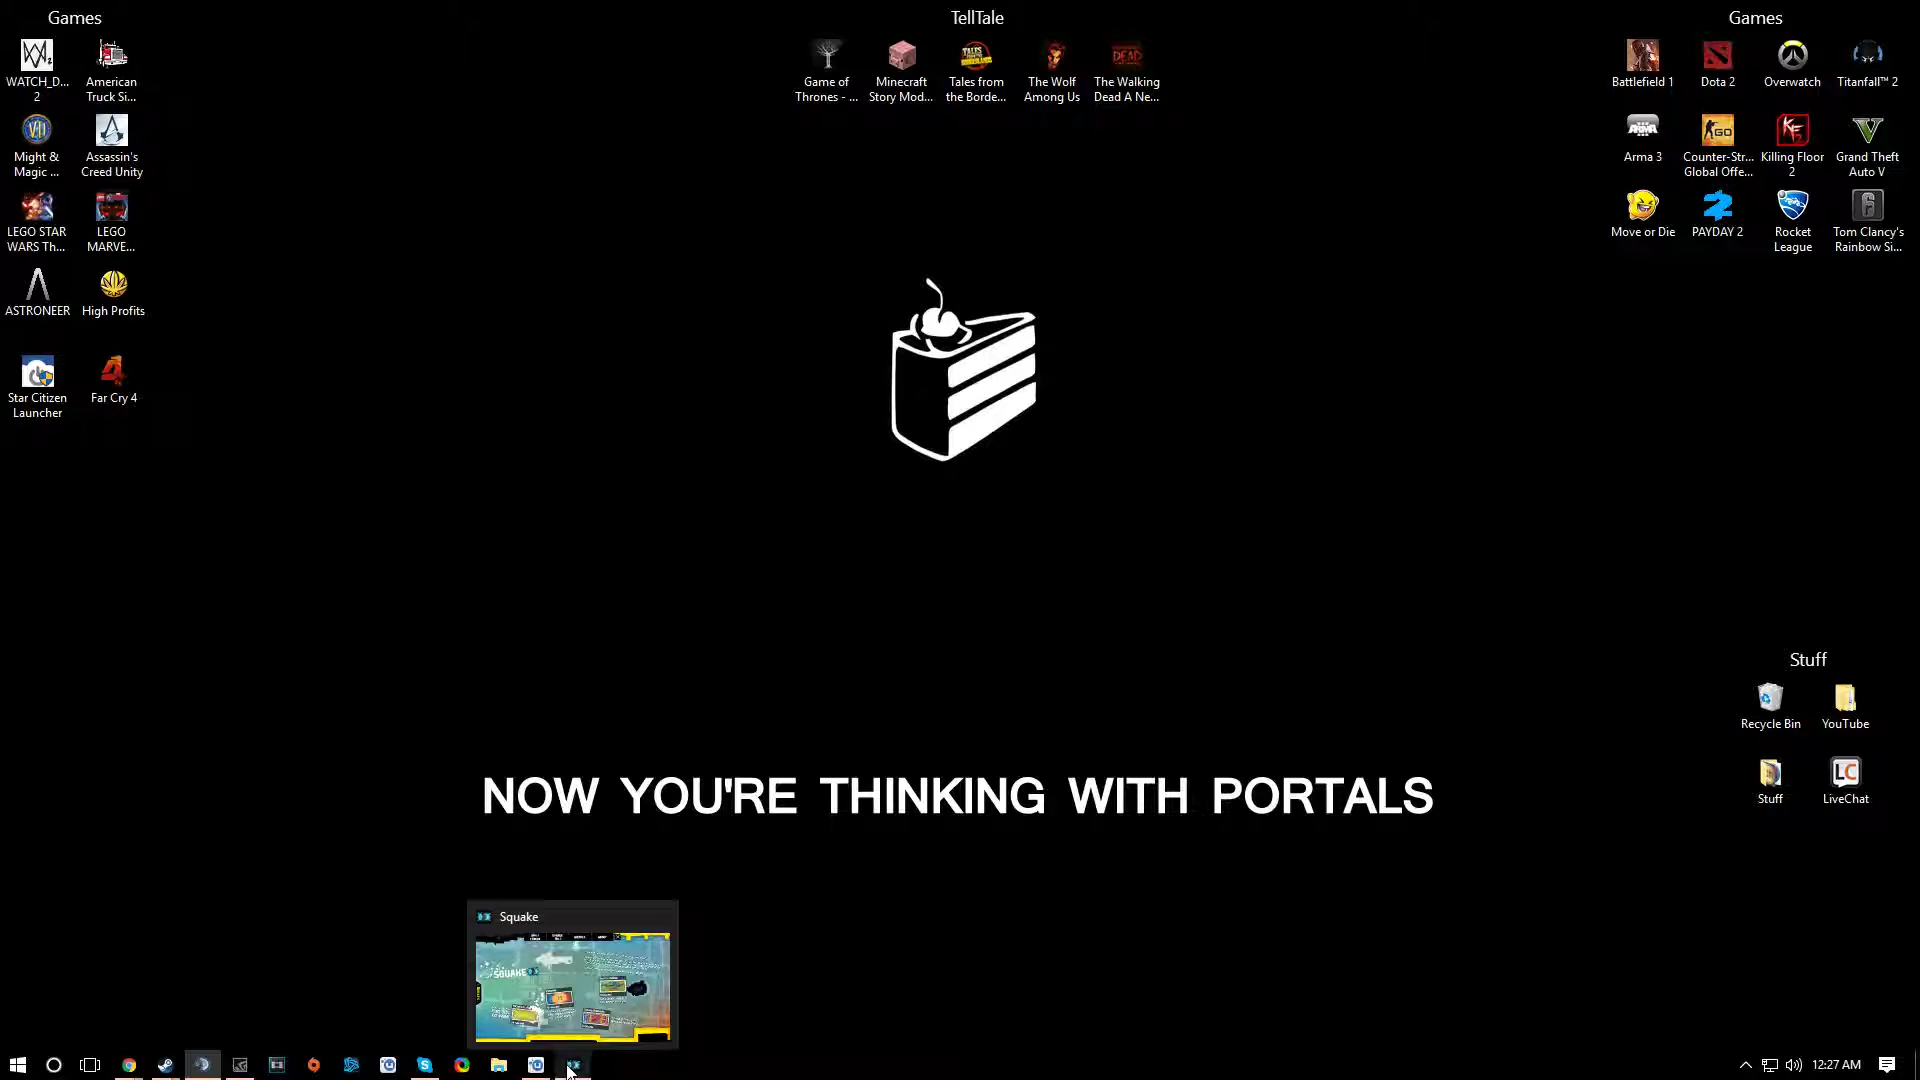 Games
TellTale
Games
WATCH_D...
2
American
Truck Si...
Game of
Thrones - ...
Minecraft
Story Mod...
Tales from
the Borde...
The Wolf
Among Us
The Walking
Dead A Ne...
Battlefield 1
Dota 2
Overwatch
Titanfall™ 2
Might &
Magic ...
Assassin's
Creed Unity
Arma 3
Counter-Str...
Global Offe...
Killing Floor
2
Grand Theft
Auto V
LEGO STAR
WARS Th...
LEGO
MARVE...
Move or Die
PAYDAY 2
Rocket
League
Tom Clancy's
Rainbow Si...
ASTRONEER
High Profits
Star Citizen
Launcher
Far Cry 4
Stuff
Recycle Bin
YouTube
Stuff
LiveChat
NOW YOU'RE THINKING WITH PORTALS
Squake
SQUAKE
12:27 AM